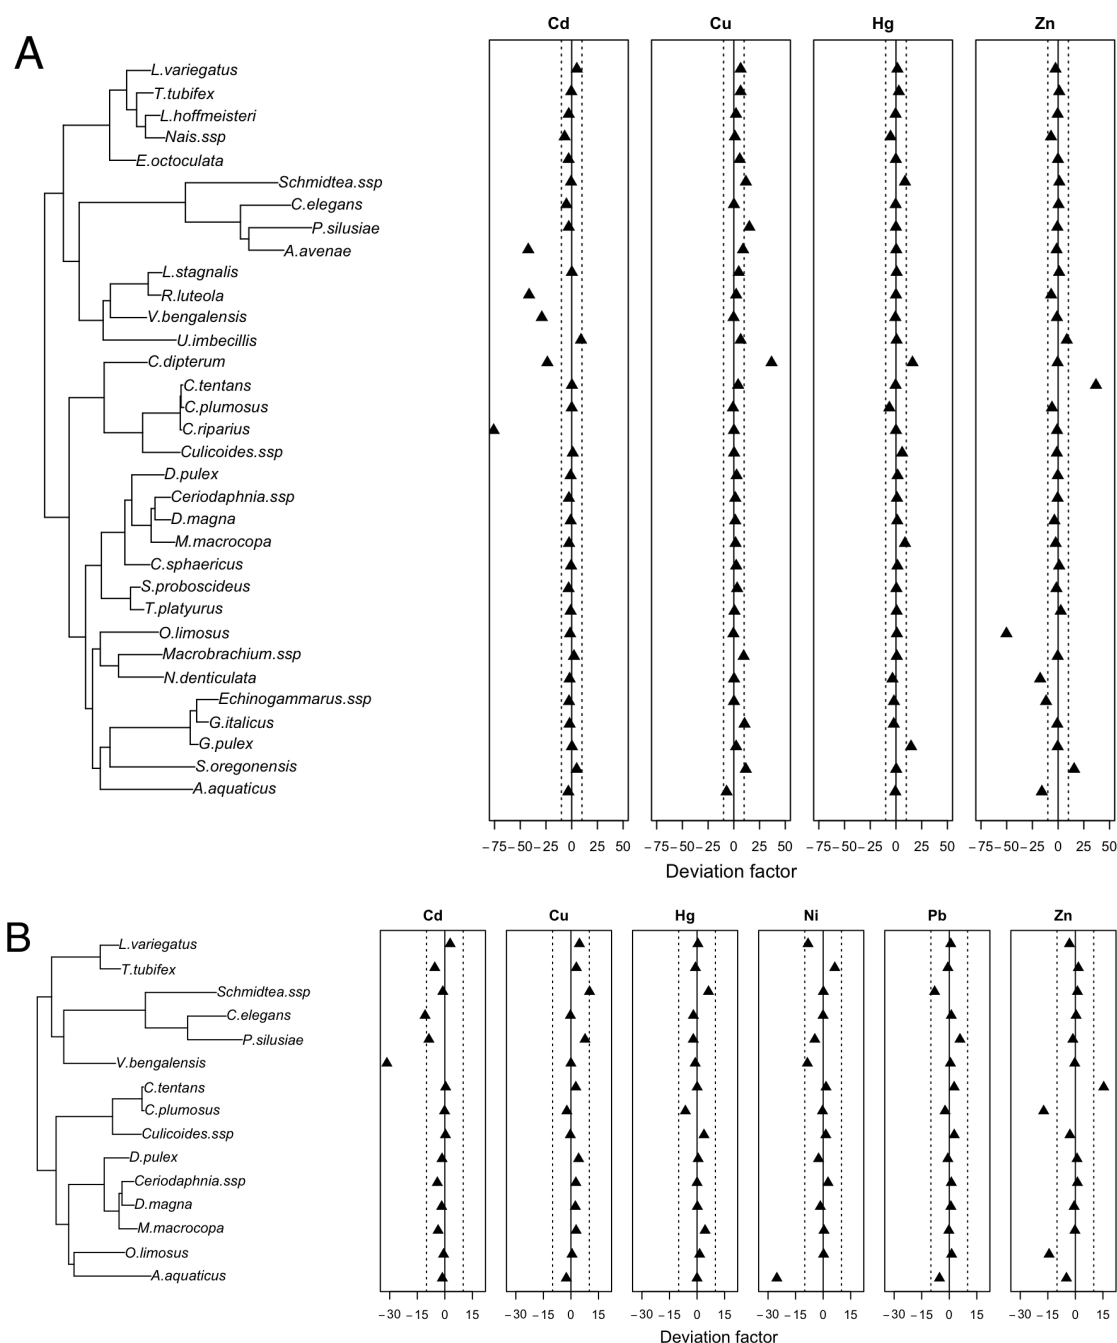 A
Cd Cu Hg Zn
L.variegatus
T.tubifex
L.hoffmeisteri
Nais.ssp
E.octoculata
Schmidtea.ssp
C.elegans
P.silusiae
A.avenae
L.stagnalis
R.luteola
V.bengalensis
U.imbecillis
C.dipterum
C.tentans
C.plumosus
C.riparius
Culicoides.ssp
D.pulex
Ceriodaphnia.ssp
D.magna
M.macrocopa
C.sphaericus
S.proboscideus
T.platyurus
O.limosus
Macrobrachium.ssp
N.denticulata
Echinogammarus.ssp
G.italicus
G.pulex
S.oregonensis
A.aquaticus
−75 −50 −25 0 25 50 −75 −50 −25 0 25 50 −75 −50 −25 0 25 50 −75 −50 −25 0 25 50
Deviation factor
B
Cd Cu Hg Ni Pb Zn
L.variegatus
T.tubifex
Schmidtea.ssp
C.elegans
P.silusiae
V.bengalensis
C.tentans
C.plumosus
Culicoides.ssp
D.pulex
Ceriodaphnia.ssp
D.magna
M.macrocopa
O.limosus
A.aquaticus
−30 −15 0 15 −30 −15 0 15 −30 −15 0 15 −30 −15 0 15 −30 −15 0 15 −30 −15 0 15
Deviation factor